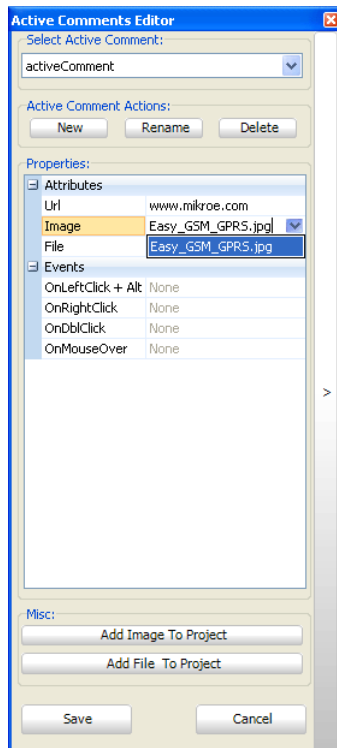 Active Comments Editor
Select Active Comment:
activeComment
Active Comment Actions:
New Rename Delete
Properties:
Attributes
Url www.mikroe.com
Image Easy_GSM_GPRS.jpg
File Easy_GSM_GPRS.jpg
Events
OnLeftClick + Alt None
OnRightClick None
OnDblClick None
OnMouseOver None
>
Misc:
Add Image To Project
Add File To Project
Save Cancel